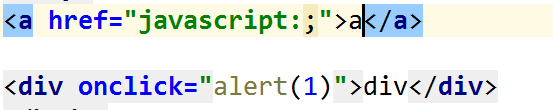 <a href="javascript:;">a</a>
<div onclick="alert(1)">div</div>